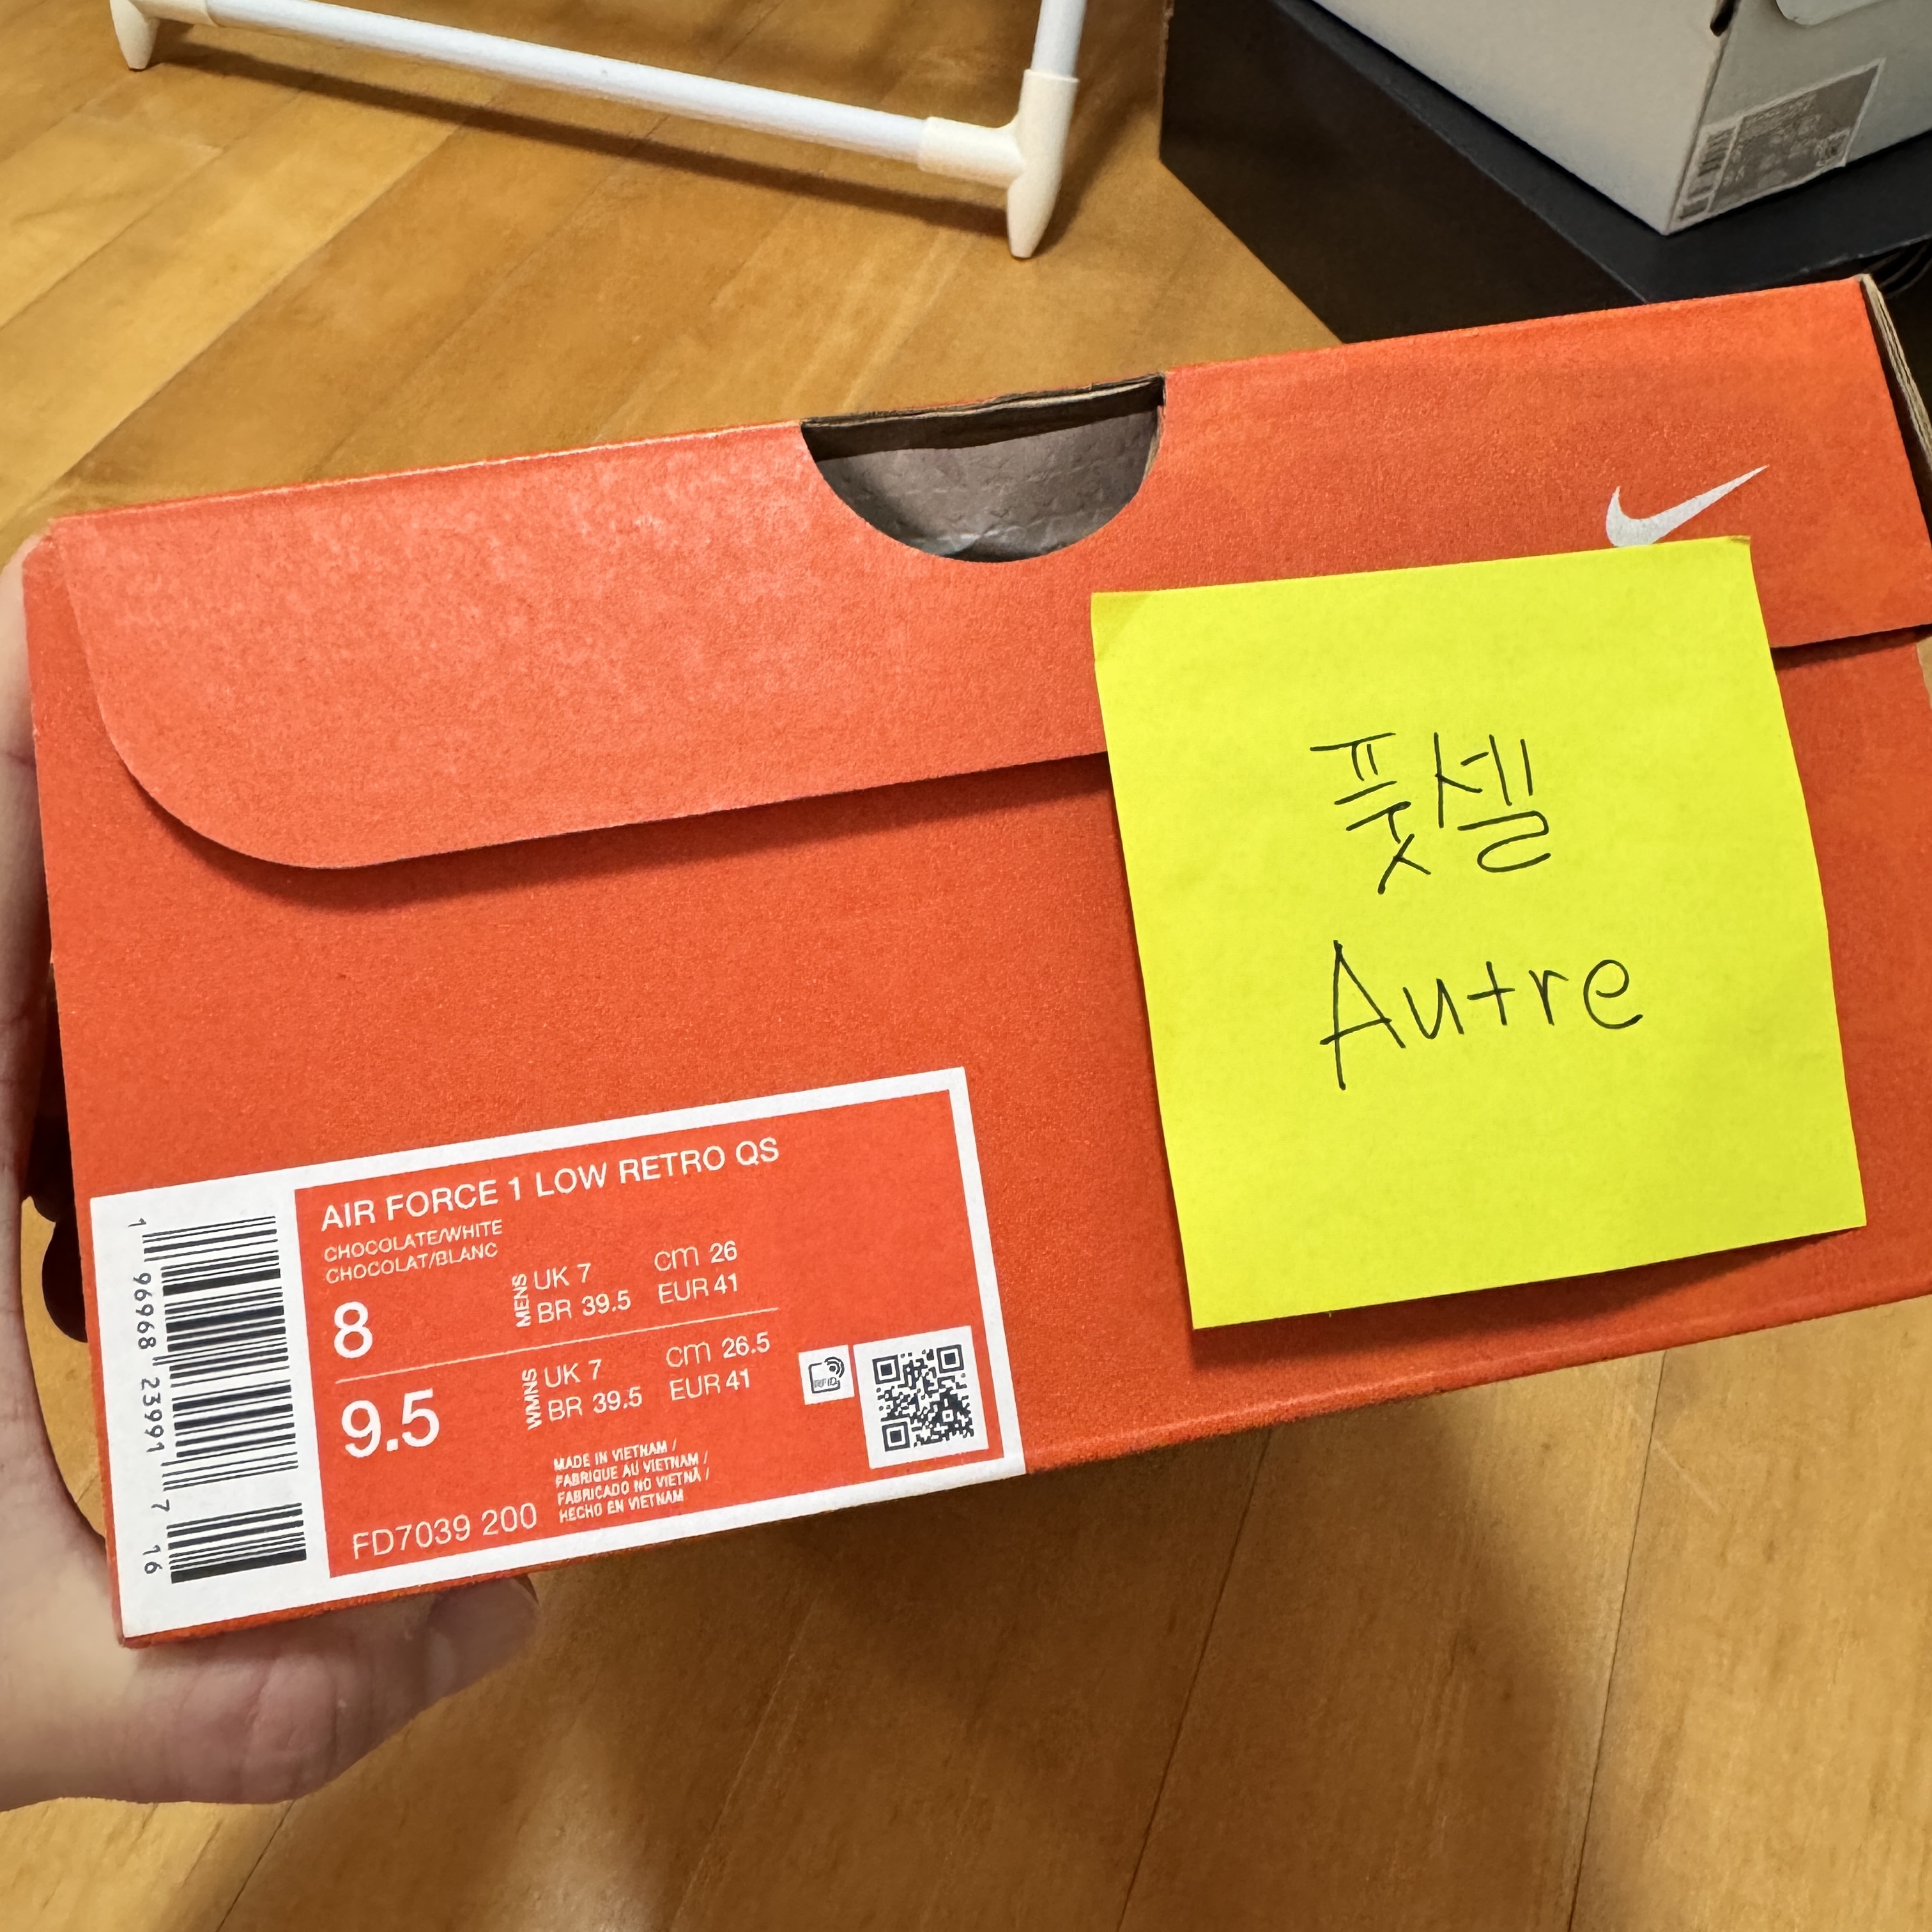 풋셀
Autre
AIR FORCE 1 LOW RETRO QS
CHOCOLATE/WHITE
CHOCOLAT/BLANC
8
MENS
UK 7
cm 26
BR 39.5
EUR 41
9.5
WMNS
UK 7
cm 26.5
BR 39.5
EUR 41
RFID
MADE IN VIETNAM /
FABRIQUE AU VIETNAM /
FABRICADO NO VIETNÃ /
HECHO EN VIETNAM
FD7039 200
1 96968 23991 7 16